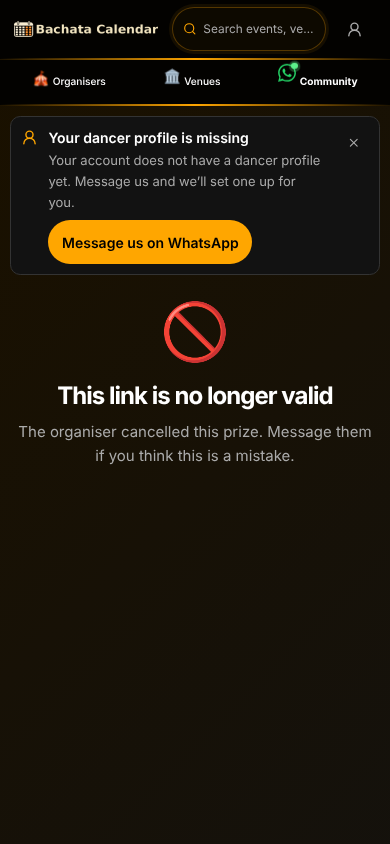 Bachata Calendar
Search events, ve...
Organisers
Venues
Community
Your dancer profile is missing
Your account does not have a dancer profile
yet. Message us and we’ll set one up for
you.
Message us on WhatsApp
This link is no longer valid
The organiser cancelled this prize. Message them
if you think this is a mistake.